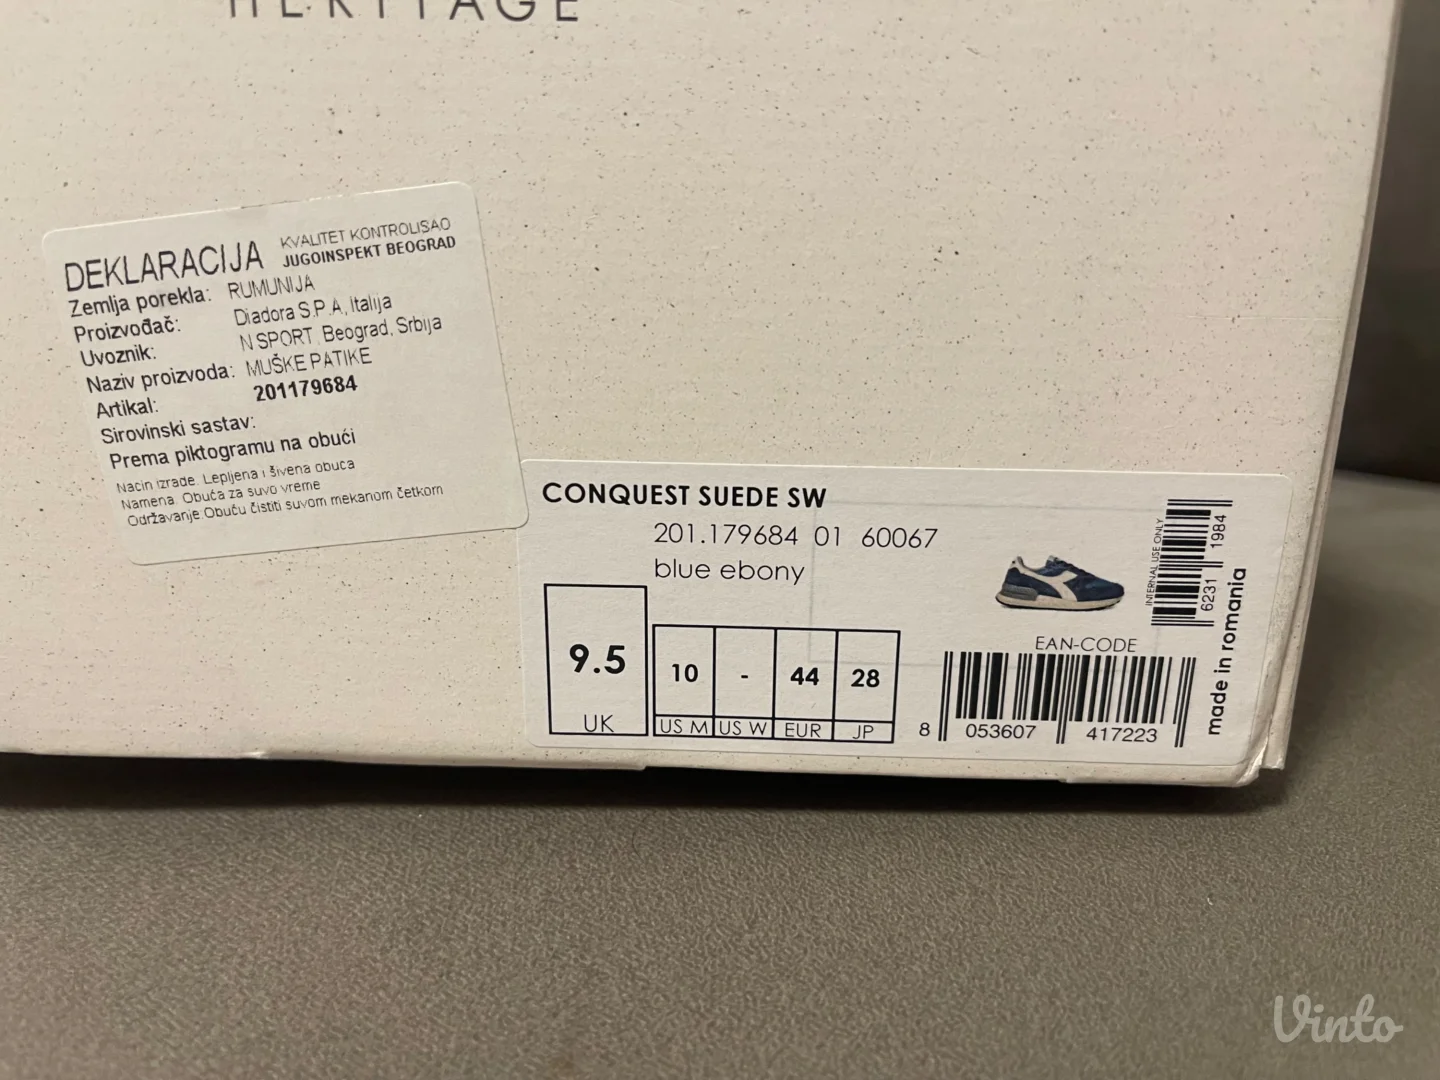 HERITAGE
DEKLARACIJA KVALITET KONTROLISAO
JUGOINSPEKT BEOGRAD
Zemlja porekla: RUMUNIJA
Proizvođač: Diadora S.P.A, Italija
Uvoznik: N SPORT, Beograd, Srbija
Naziv proizvoda: MUŠKE PATIKE
Artikal: 201179684
Sirovinski sastav:
Prema piktogramu na obući
Nacin izrade. Lepljena i šivena obuca
Namena. Obuća za suvo vreme
Održavanje Obuću čistiti suvom mekanom četkom
CONQUEST SUEDE SW
201.179684 01 60067
blue ebony
9.5 10 - 44 28
UK US M US W EUR JP
EAN-CODE
8 053607 417223
INTERNAL USE ONLY
6231 1984
made in romania
Vinto